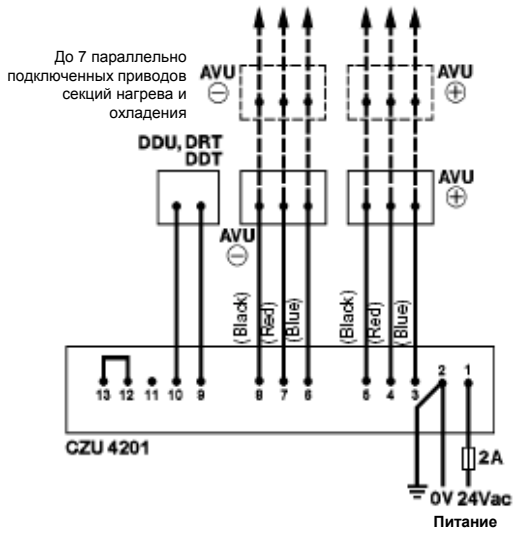 До 7 параллельно
подключенных приводов
секций нагрева и
охлаждения
AVU
⊖
AVU
⊕
DDU, DRT
DDT
AVU
⊖
AVU
⊕
(Black)
(Red)
(Blue)
(Black)
(Red)
(Blue)
13 12 11 10 9 8 7 6 5 4 3 2 1
CZU 4201
2A
0V 24Vac
Питание